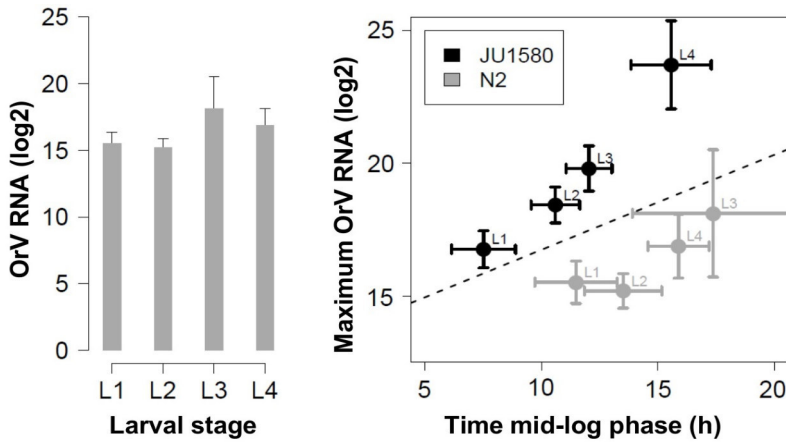 25
20
15
10
5
0
OrV RNA (log2)
L1 L2 L3 L4
Larval stage
25
20
15
Maximum OrV RNA (log2)
JU1580
N2
L4
L3
L2
L1
L3
L4
L1
L2
5 10 15 20
Time mid-log phase (h)